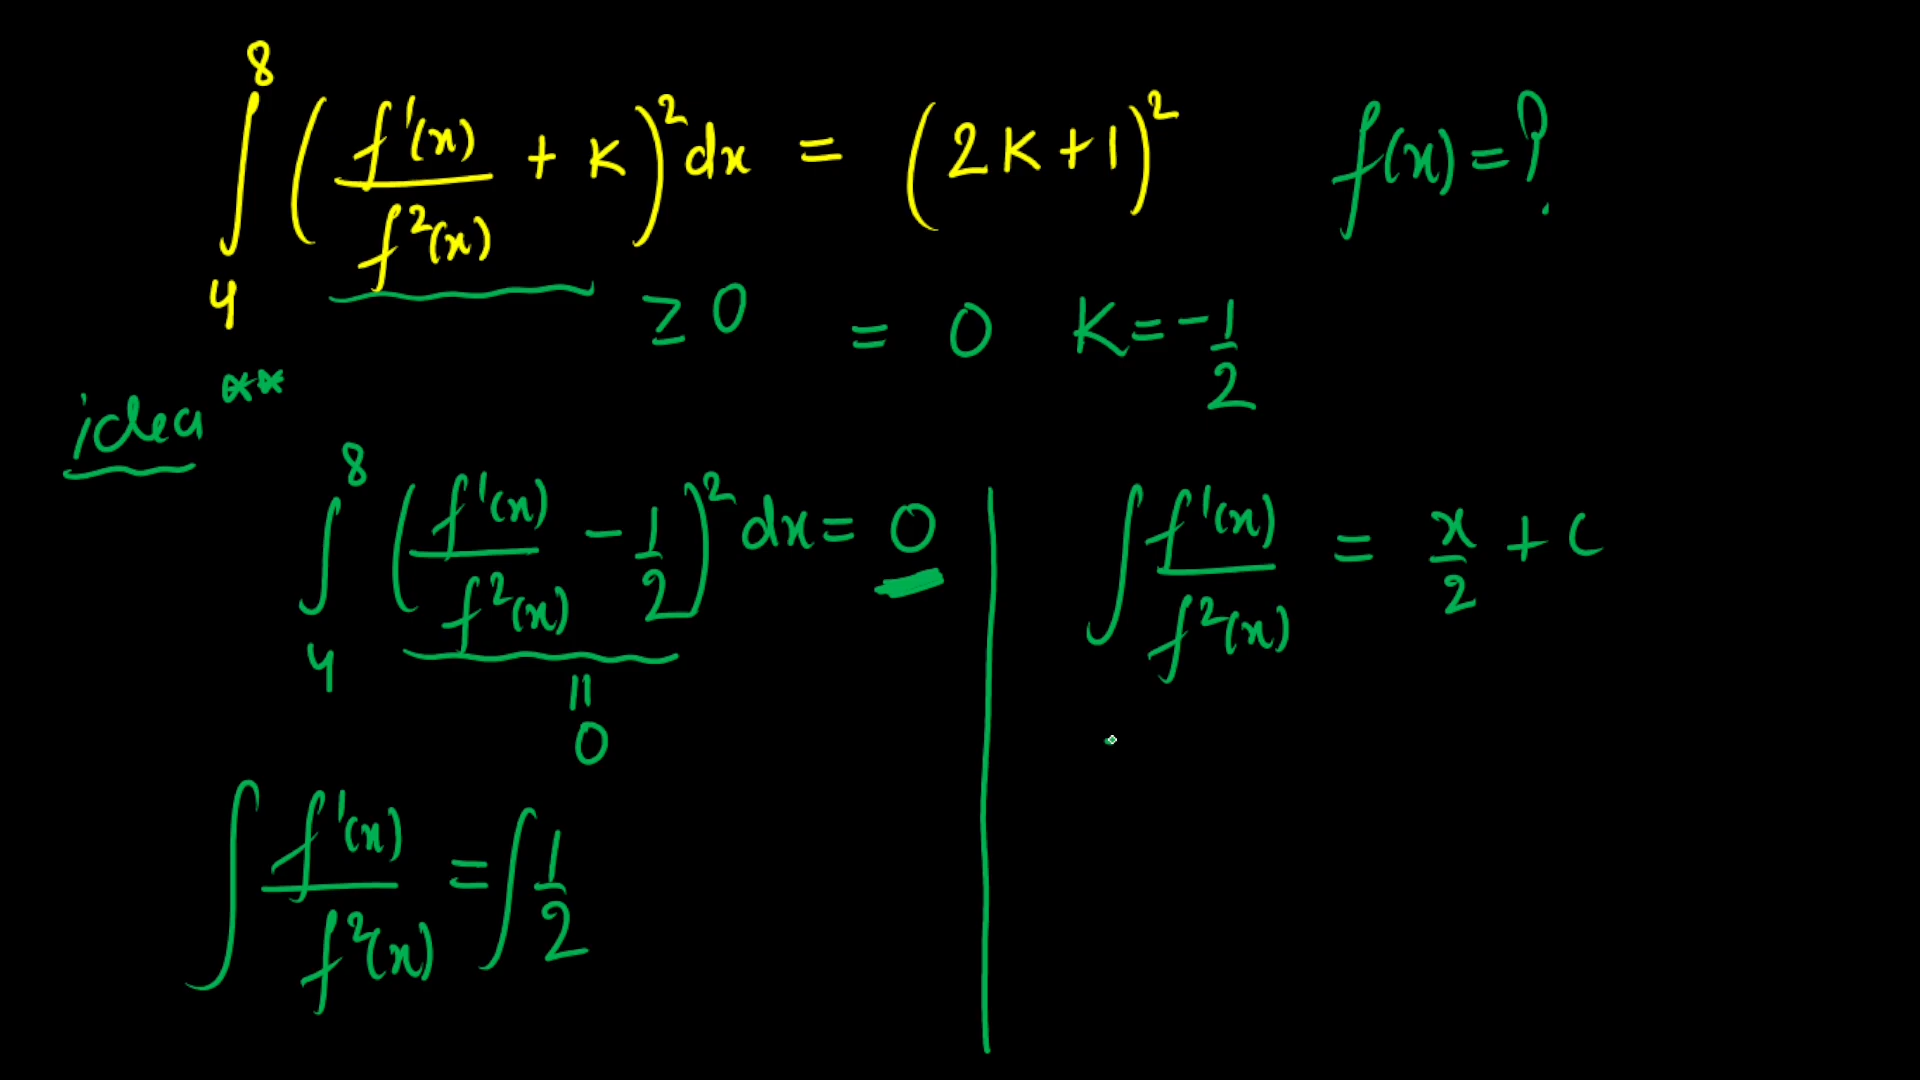 ∫₄⁸ (f'(x)/f²(x) + K)² dx = (2K+1)² f(x) = ?
≥ 0 = 0 K = -1/2
idea **
∫₄⁸ (f'(x)/f²(x) - 1/2)² dx = 0
॥
0
∫ f'(x)/f²(x) = ∫ 1/2
∫ f'(x)/f²(x) = x/2 + C